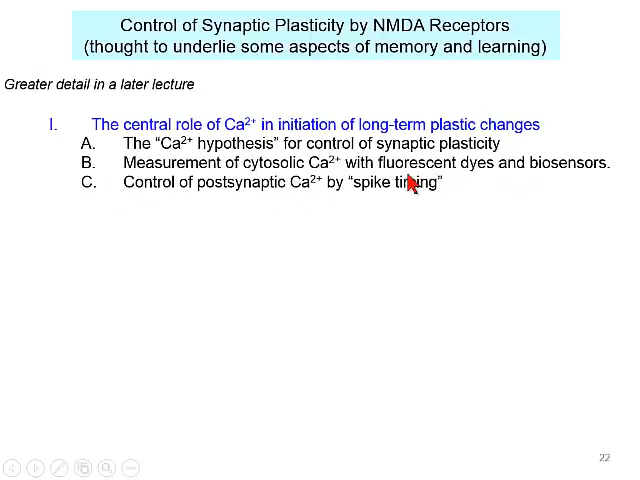 Control of Synaptic Plasticity by NMDA Receptors
(thought to underlie some aspects of memory and learning)
Greater detail in a later lecture
I. The central role of Ca²⁺ in initiation of long-term plastic changes
A. The “Ca²⁺ hypothesis” for control of synaptic plasticity
B. Measurement of cytosolic Ca²⁺ with fluorescent dyes and biosensors.
C. Control of postsynaptic Ca²⁺ by “spike timing”
22